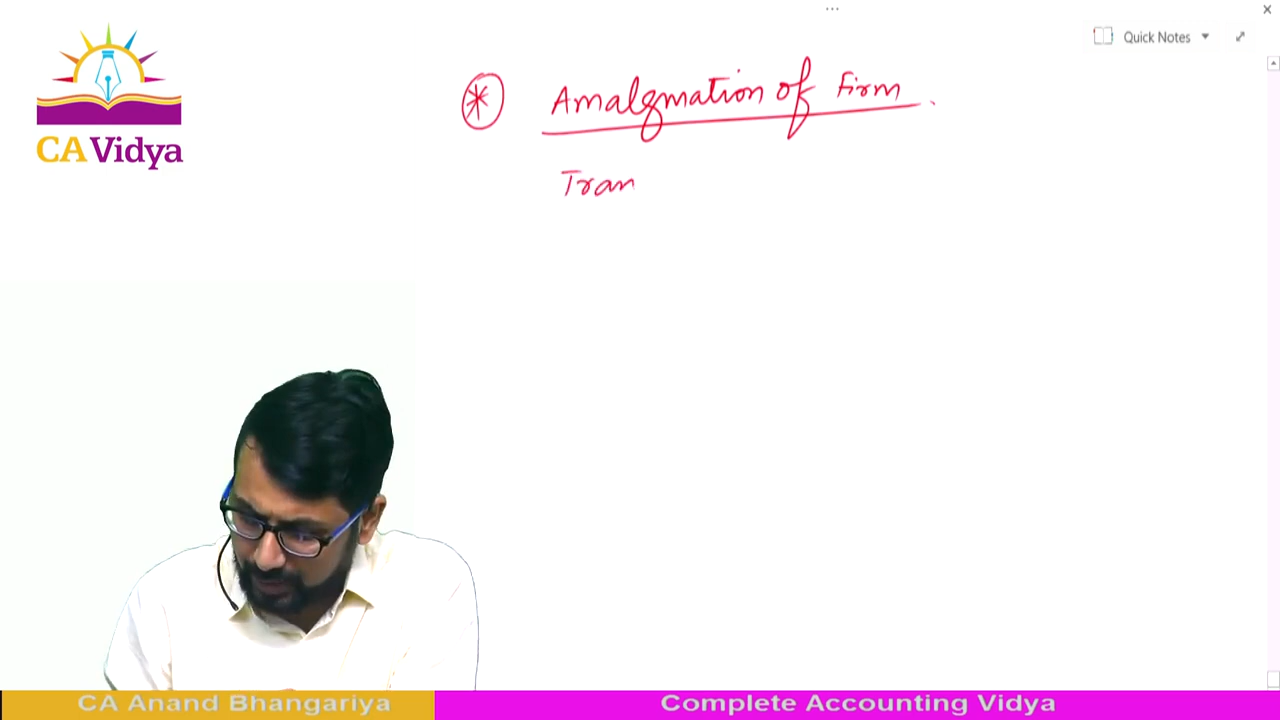 CA Vidya
Quick Notes
* Amalgmation of Firm.
Tran
CA Anand Bhangariya
Complete Accounting Vidya